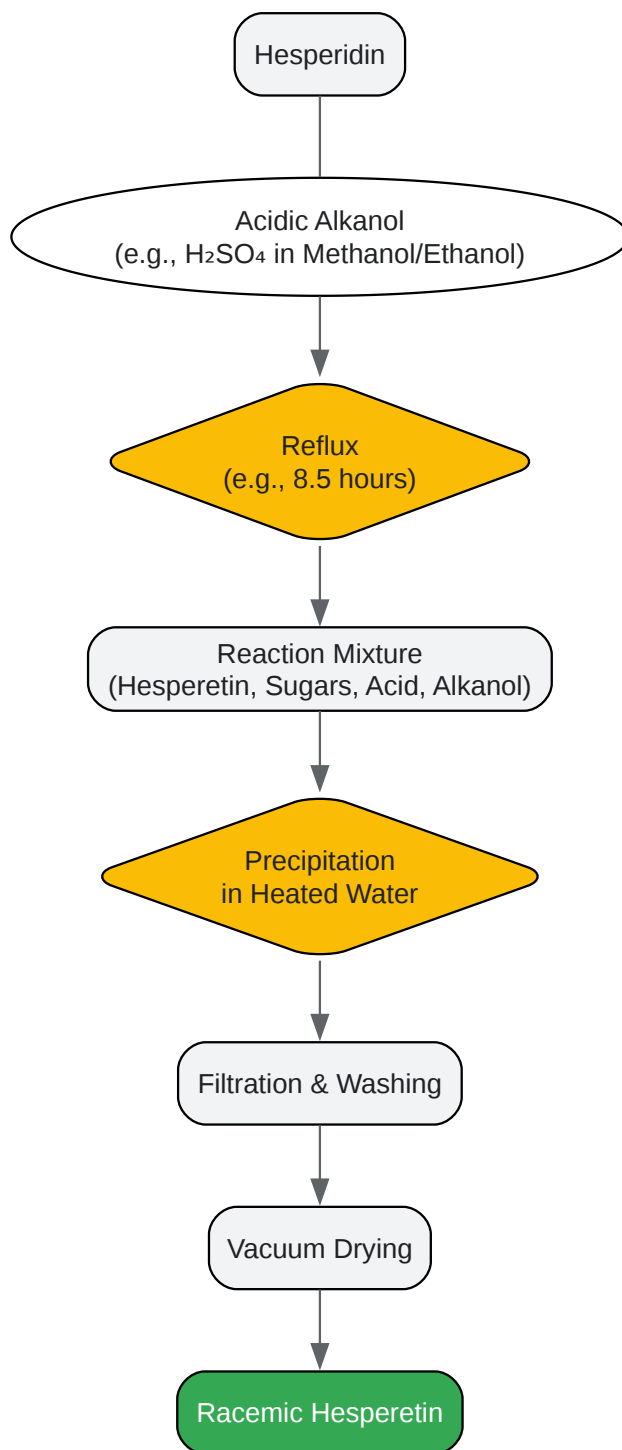 Hesperidin
Acidic Alkanol
(e.g., H₂SO₄ in Methanol/Ethanol)
Reflux
(e.g., 8.5 hours)
Reaction Mixture
(Hesperetin, Sugars, Acid, Alkanol)
Precipitation
in Heated Water
Filtration & Washing
Vacuum Drying
Racemic Hesperetin